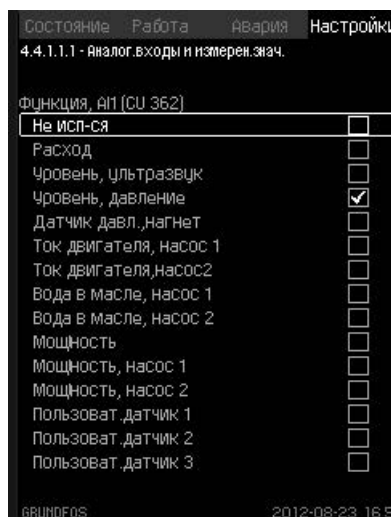 Состояние Работа Авария Настройки
4.4.1.1.1 - Аналог.входы и измерен.знач.
Функция, AI1 (CU 362)
Не исп-ся
Расход
Уровень, ультразвук
Уровень, давление
Датчик давл.,нагнет
Ток двигателя, насос 1
Ток двигателя,насос2
Вода в масле, насос 1
Вода в масле, насос 2
Мощность
Мощность, насос 1
Мощность, насос 2
Пользоват.датчик 1
Пользоват.датчик 2
Пользоват.датчик 3
GRUNDFOS 2012-08-23 16:5